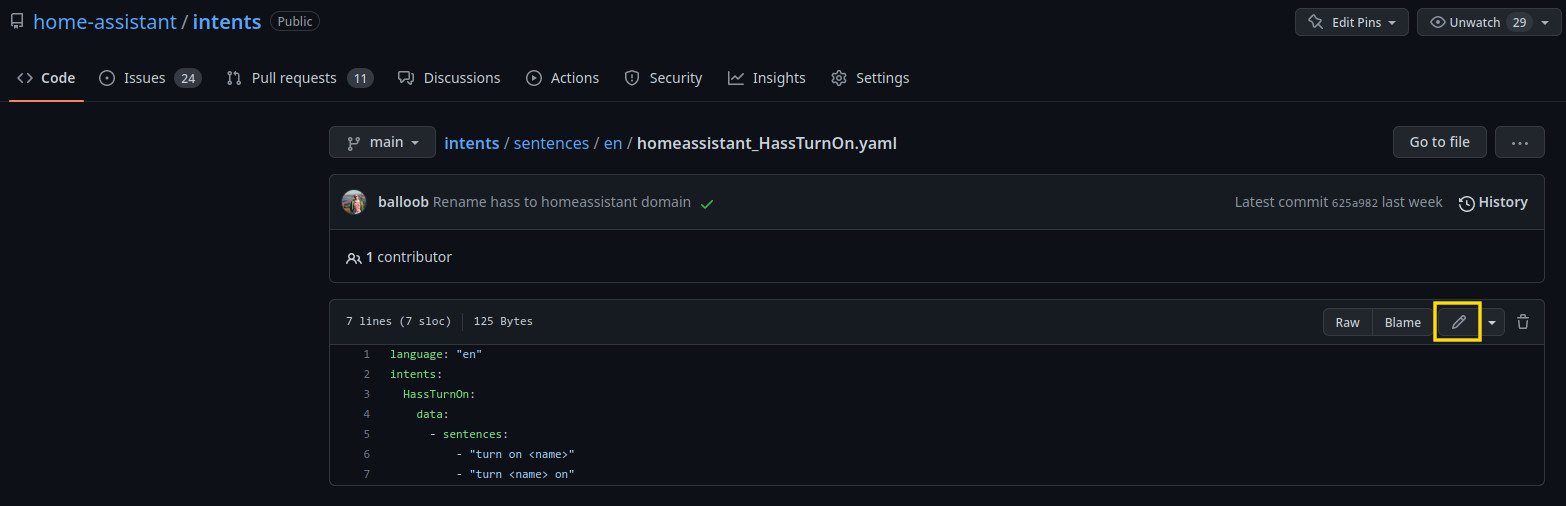 home-assistant / intents Public Edit Pins Unwatch 29
Code Issues 24 Pull requests 11 Discussions Actions Security Insights Settings
main intents / sentences / en / homeassistant_HassTurnOn.yaml Go to file ...
balloob Rename hass to homeassistant domain Latest commit 625a982 last week History
1 contributor
7 lines (7 sloc) 125 Bytes Raw Blame
1 language: "en"
2 intents:
3 HassTurnOn:
4 data:
5 - sentences:
6 - "turn on <name>"
7 - "turn <name> on"